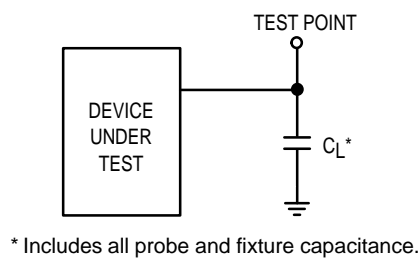 TEST POINT
DEVICE
UNDER
TEST
CL*
* Includes all probe and fixture capacitance.